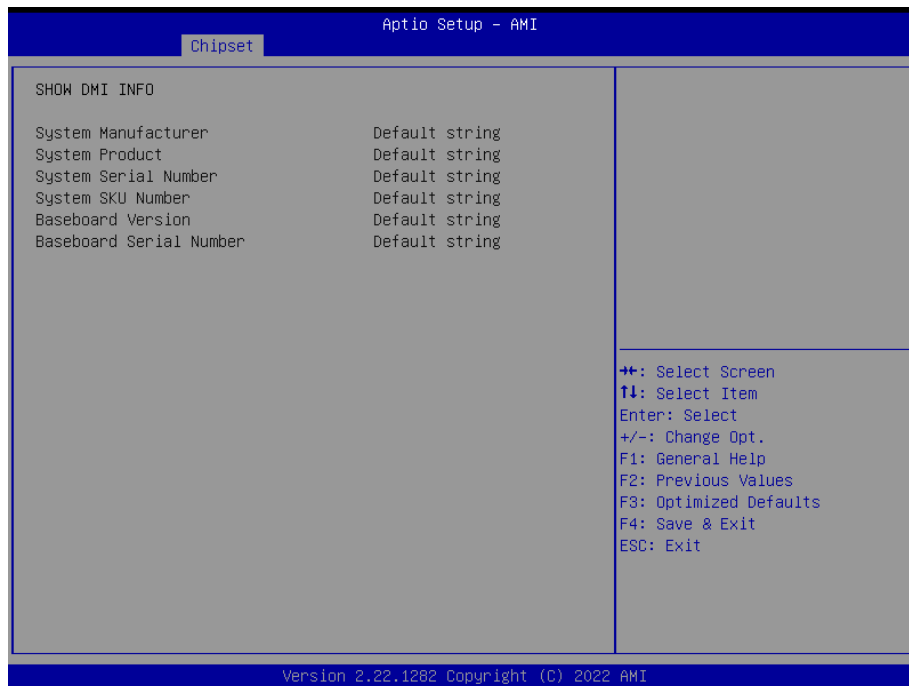 Aptio Setup – AMI
Chipset
SHOW DMI INFO
System Manufacturer Default string
System Product Default string
System Serial Number Default string
System SKU Number Default string
Baseboard Version Default string
Baseboard Serial Number Default string
→←: Select Screen
↑↓: Select Item
Enter: Select
+/-: Change Opt.
F1: General Help
F2: Previous Values
F3: Optimized Defaults
F4: Save & Exit
ESC: Exit
Version 2.22.1282 Copyright (C) 2022 AMI